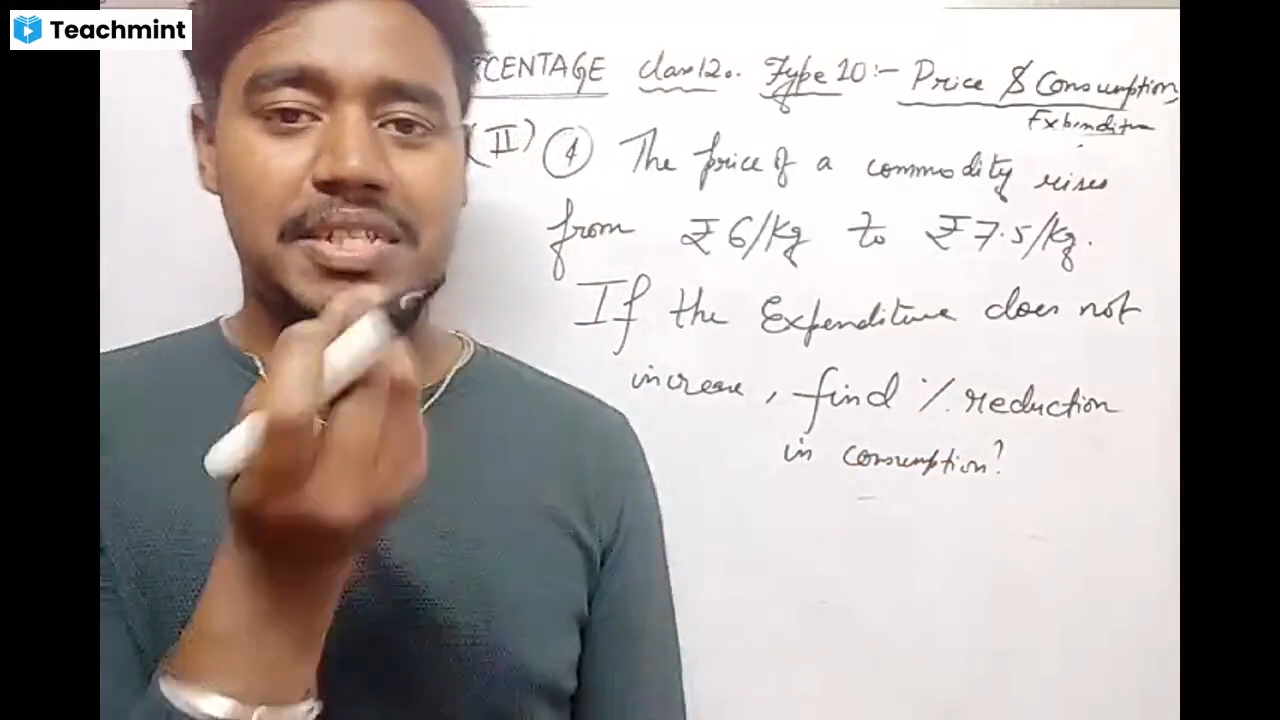 Teachmint
CENTAGE class 12. Type 10:- Price & Consumption,
Expenditure
(II) 4 The price of a commodity rises
from ₹6/kg to ₹7.5/kg.
If the Expenditure does not
increase, find % reduction
in consumption?